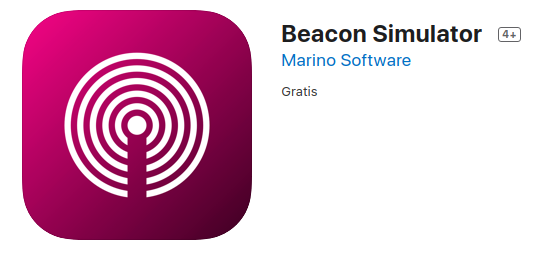 Beacon Simulator 4+
Marino Software
Gratis